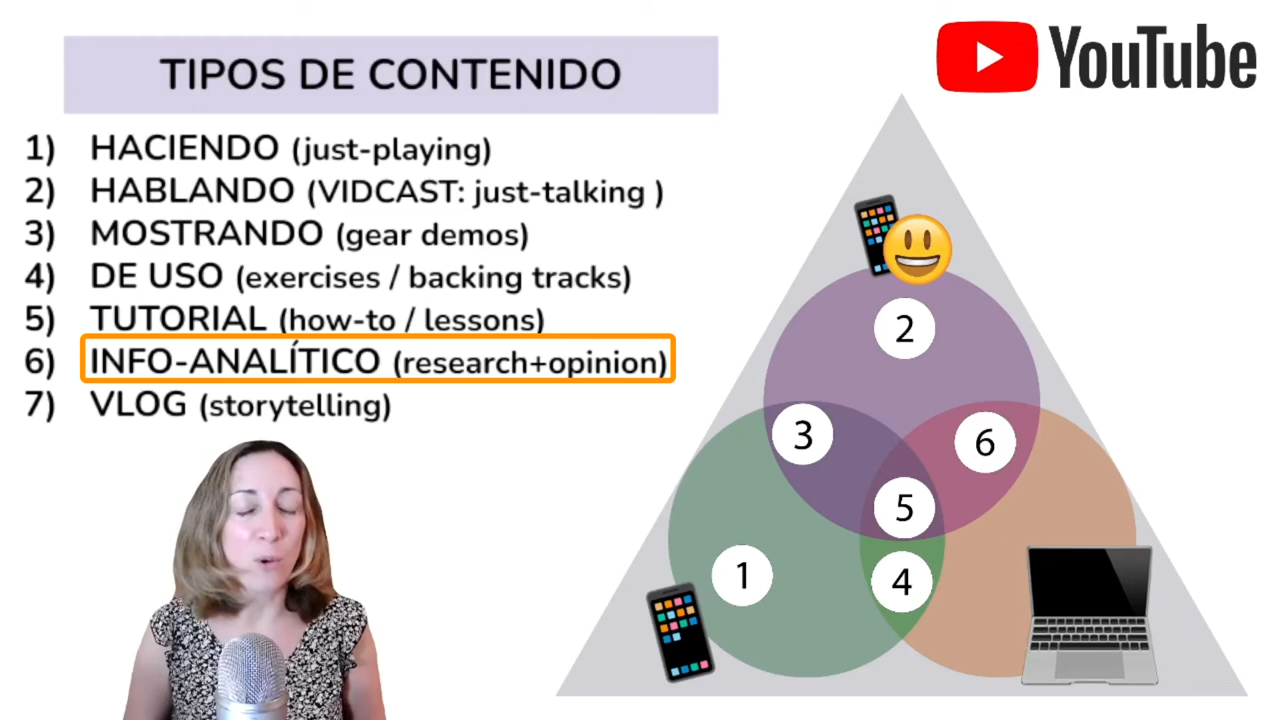 TIPOS DE CONTENIDO
YouTube
1) HACIENDO (just-playing)
2) HABLANDO (VIDCAST: just-talking )
3) MOSTRANDO (gear demos)
4) DE USO (exercises / backing tracks)
5) TUTORIAL (how-to / lessons)
6) INFO-ANALÍTICO (research+opinion)
7) VLOG (storytelling)
2
3
6
5
1
4